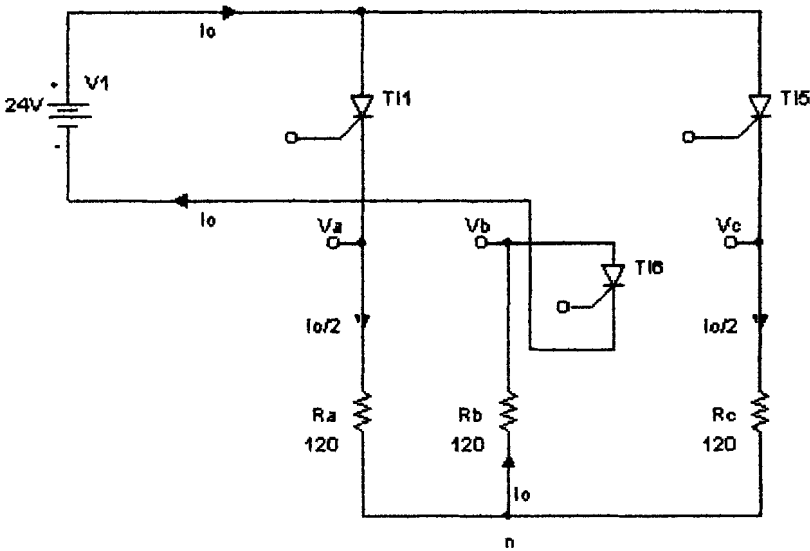 Io
+
V1
24V
-
TI1
TI5
Io
Va
Vb
Vc
TI6
Io/2
Io/2
Ra
120
Rb
120
Rc
120
Io
n